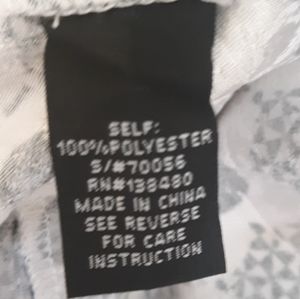 SELF:
100%POLYESTER
S/#70056
RN#138480
MADE IN CHINA
SEE REVERSE
FOR CARE
INSTRUCTION